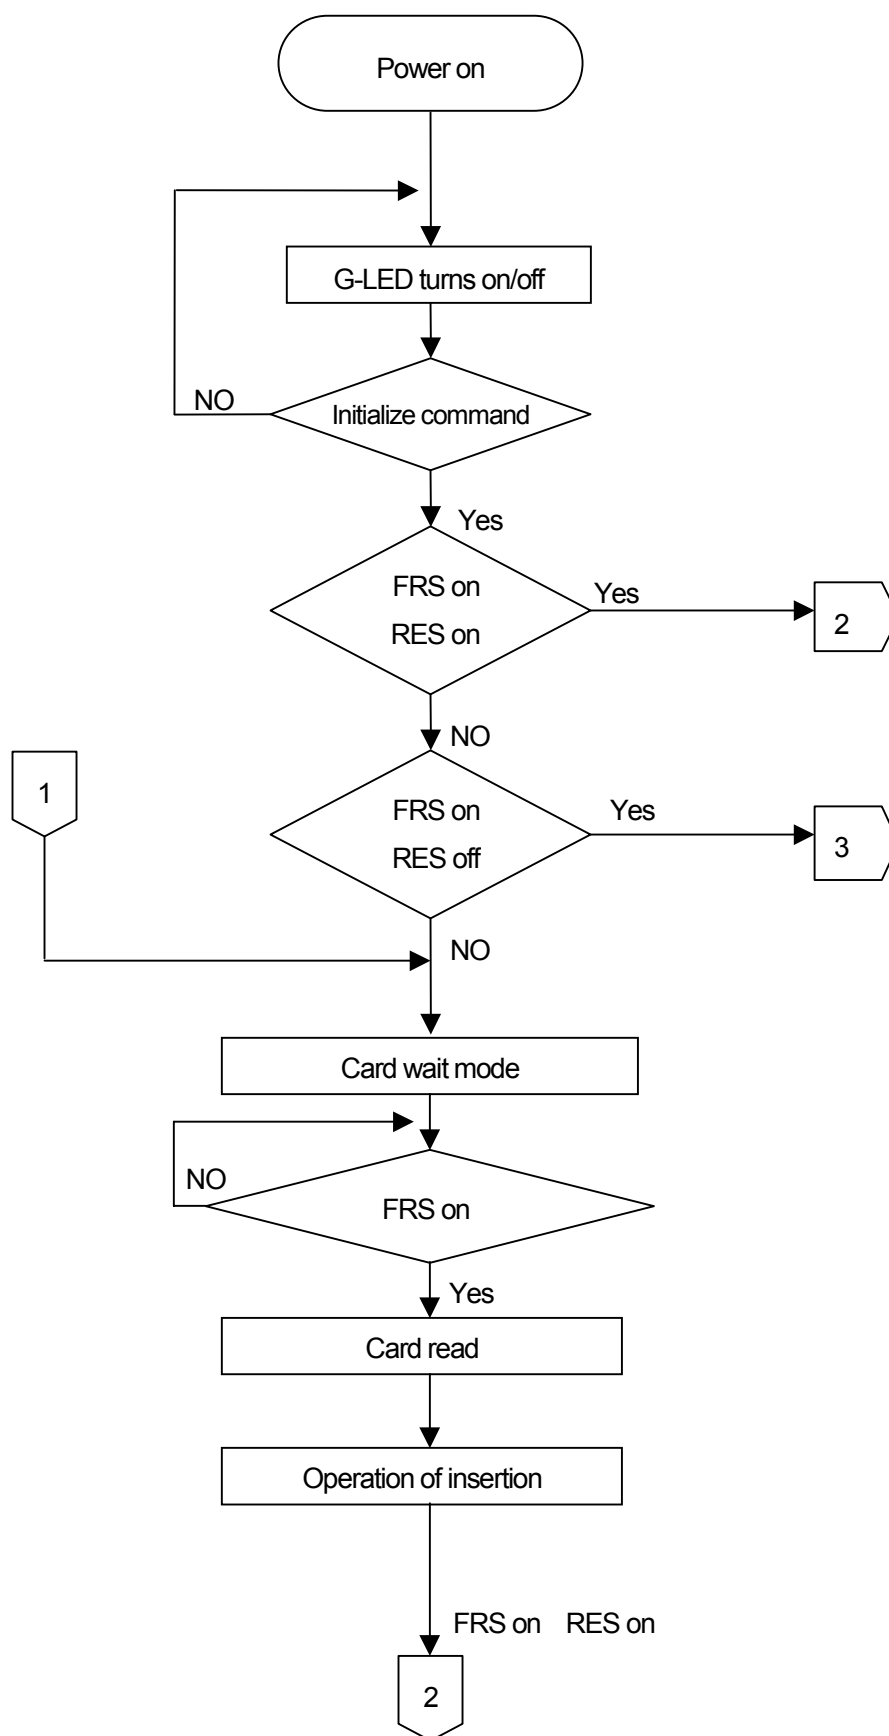 Power on
G-LED turns on/off
NO
Initialize command
Yes
FRS on
RES on
Yes
2
NO
1
FRS on
RES off
Yes
3
NO
Card wait mode
NO
FRS on
Yes
Card read
Operation of insertion
FRS on RES on
2